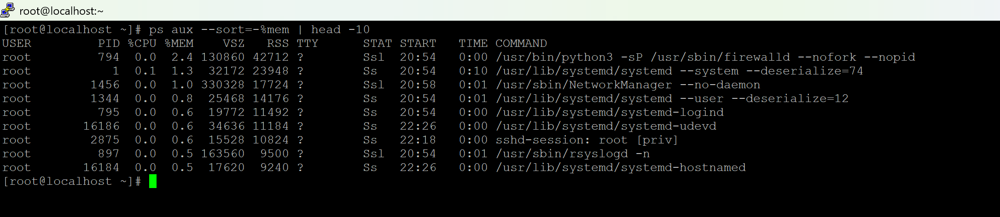 root@localhost:~
[root@localhost ~]# ps aux --sort=-%mem | head -10
USER         PID %CPU %MEM    VSZ   RSS TTY      STAT START   TIME COMMAND
root         794  0.0  2.4 130860 42712 ?        Ssl  20:54   0:00 /usr/bin/python3 -sP /usr/sbin/firewalld --nofork --nopid
root           1  0.1  1.3  32172 23948 ?        Ss   20:54   0:10 /usr/lib/systemd/systemd --system --deserialize=74
root        1456  0.0  1.0 330328 17724 ?        Ssl  20:58   0:01 /usr/sbin/NetworkManager --no-daemon
root        1344  0.0  0.8  25468 14176 ?        Ss   20:54   0:01 /usr/lib/systemd/systemd --user --deserialize=12
root         795  0.0  0.6  19772 11492 ?        Ss   20:54   0:00 /usr/lib/systemd/systemd-logind
root       16186  0.0  0.6  34636 11184 ?        Ss   22:26   0:00 /usr/lib/systemd/systemd-udevd
root        2875  0.0  0.6  15528 10824 ?        Ss   22:18   0:00 sshd-session: root [priv]
root         897  0.0  0.5 163560  9500 ?        Ssl  20:54   0:01 /usr/sbin/rsyslogd -n
root       16184  0.0  0.5  17620  9240 ?        Ss   22:26   0:00 /usr/lib/systemd/systemd-hostnamed
[root@localhost ~]#